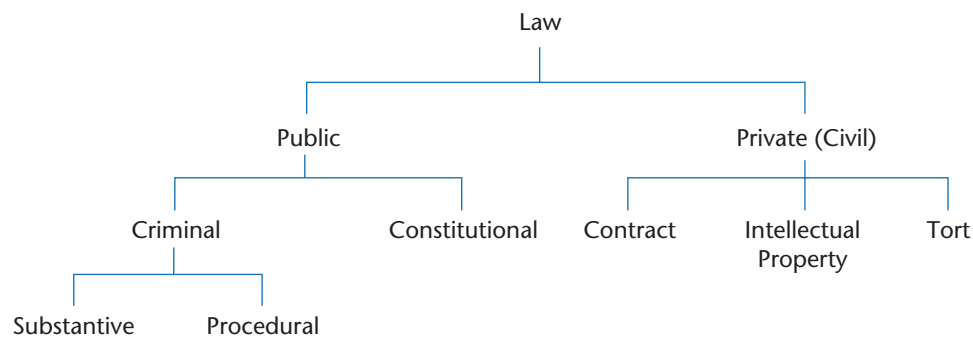 Law
Public
Private (Civil)
Criminal
Constitutional
Contract
Intellectual
Property
Tort
Substantive
Procedural